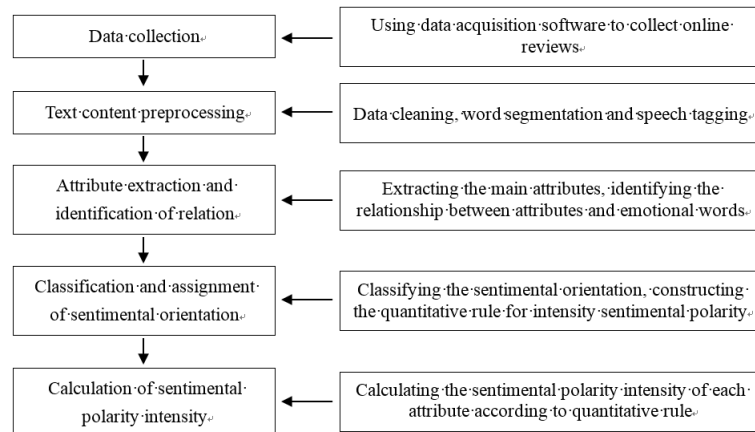 Data collection
Using data acquisition software to collect online
reviews
Text content preprocessing
Data cleaning, word segmentation and speech tagging
Attribute extraction and
identification of relation
Extracting the main attributes, identifying the
relationship between attributes and emotional words
Classification and assignment
of sentimental orientation
Classifying the sentimental orientation, constructing
the quantitative rule for intensity sentimental polarity
Calculation of sentimental
polarity intensity
Calculating the sentimental polarity intensity of each
attribute according to quantitative rule